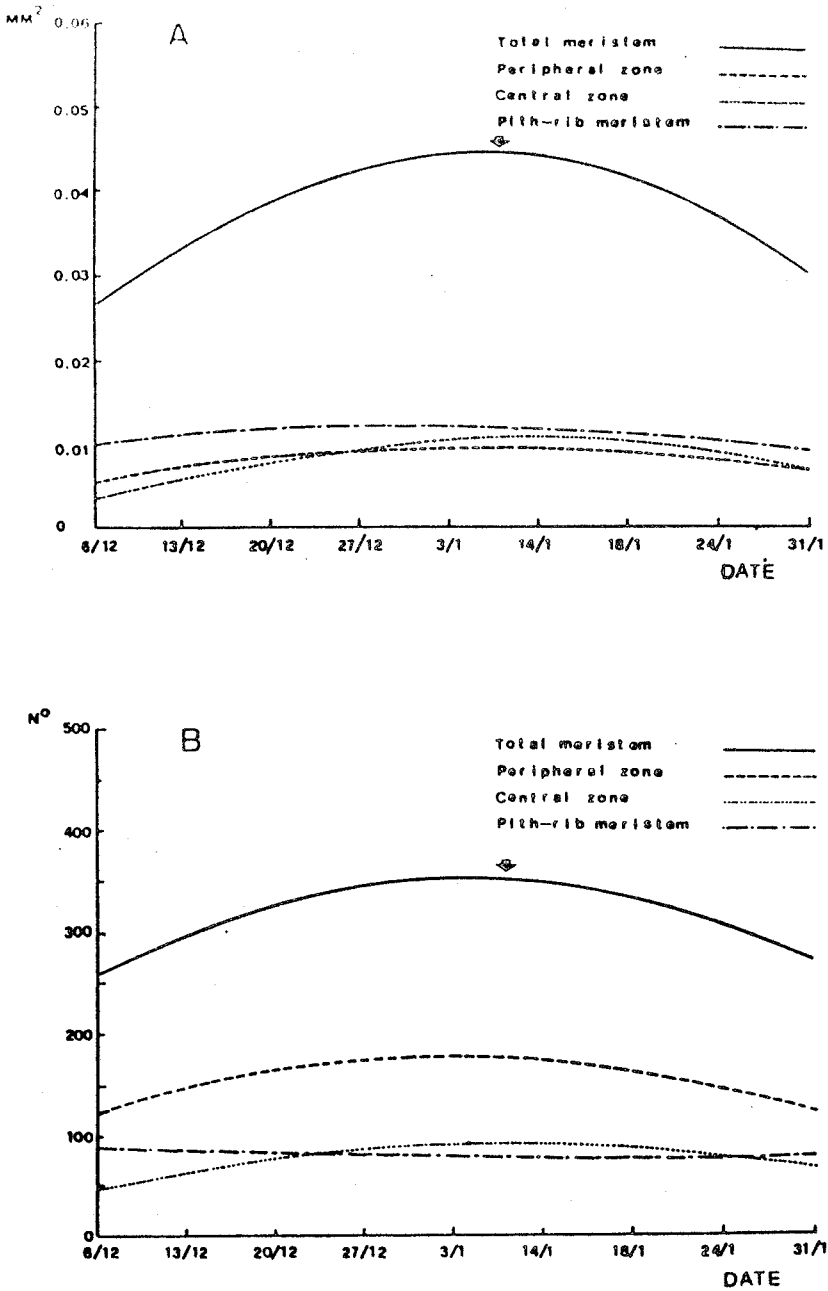 MM²
A
0.06
0.05
0.04
0.03
0.02
0.01
0
Total meristem
Peripheral zone
Central zone
Pith-rib meristem
6/12 13/12 20/12 27/12 3/1 14/1 18/1 24/1 31/1
DATE
Nº
B
500
400
300
200
100
0
Total meristem
Peripheral zone
Central zone
Pith-rib meristem
6/12 13/12 20/12 27/12 3/1 14/1 18/1 24/1 31/1
DATE